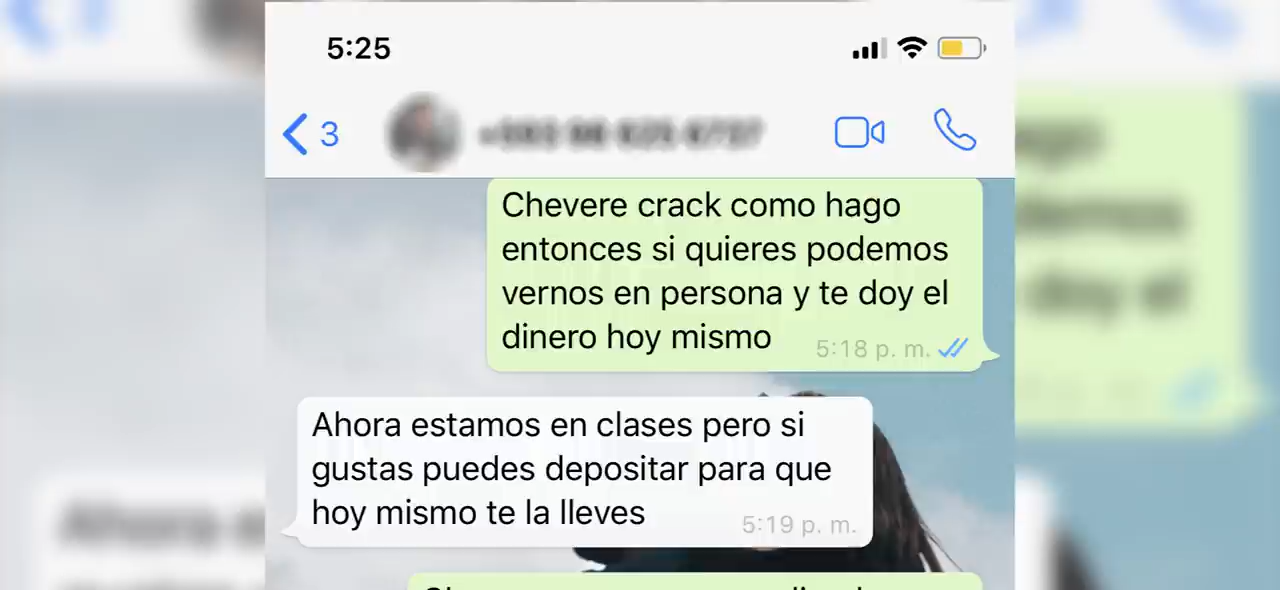 5:25
3
Chevere crack como hago
entonces si quieres podemos
vernos en persona y te doy el
dinero hoy mismo
5:18 p. m.
Ahora estamos en clases pero si
gustas puedes depositar para que
hoy mismo te la lleves
5:19 p. m.